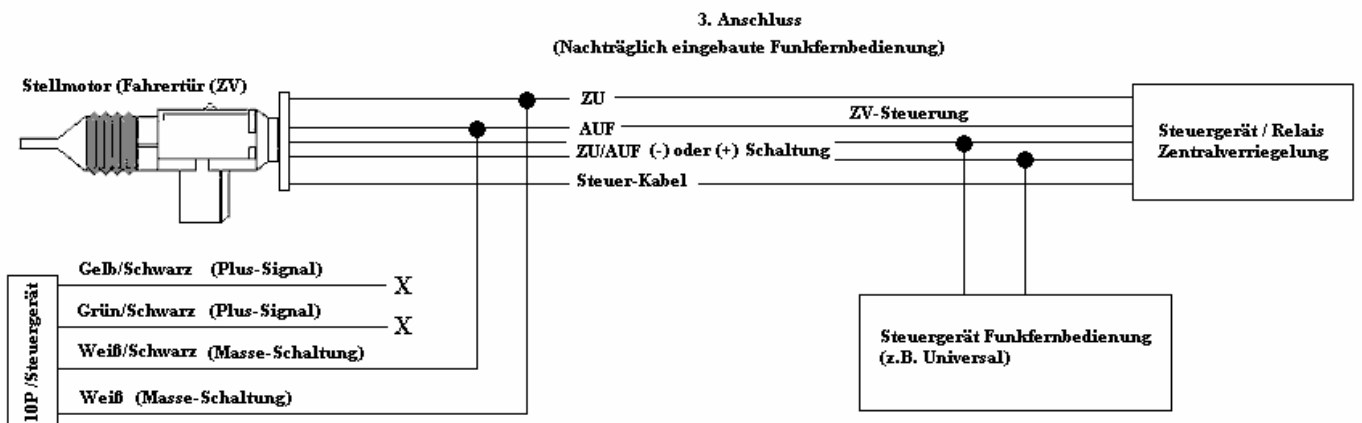 3. Anschluss
(Nachträglich eingebaute Funkfernbedienung)
Stellmotor (Fahrertür (ZV)
ZU
AUF
ZV-Steuerung
ZU/AUF (-) oder (+) Schaltung
Steuer-Kabel
Steuergerät / Relais
Zentralverriegelung
Gelb/Schwarz (Plus-Signal)
X
Grün/Schwarz (Plus-Signal)
X
Weiß/Schwarz (Masse-Schaltung)
Weiß (Masse-Schaltung)
10P /Steuergerät
Steuergerät Funkfernbedienung
(z.B. Universal)